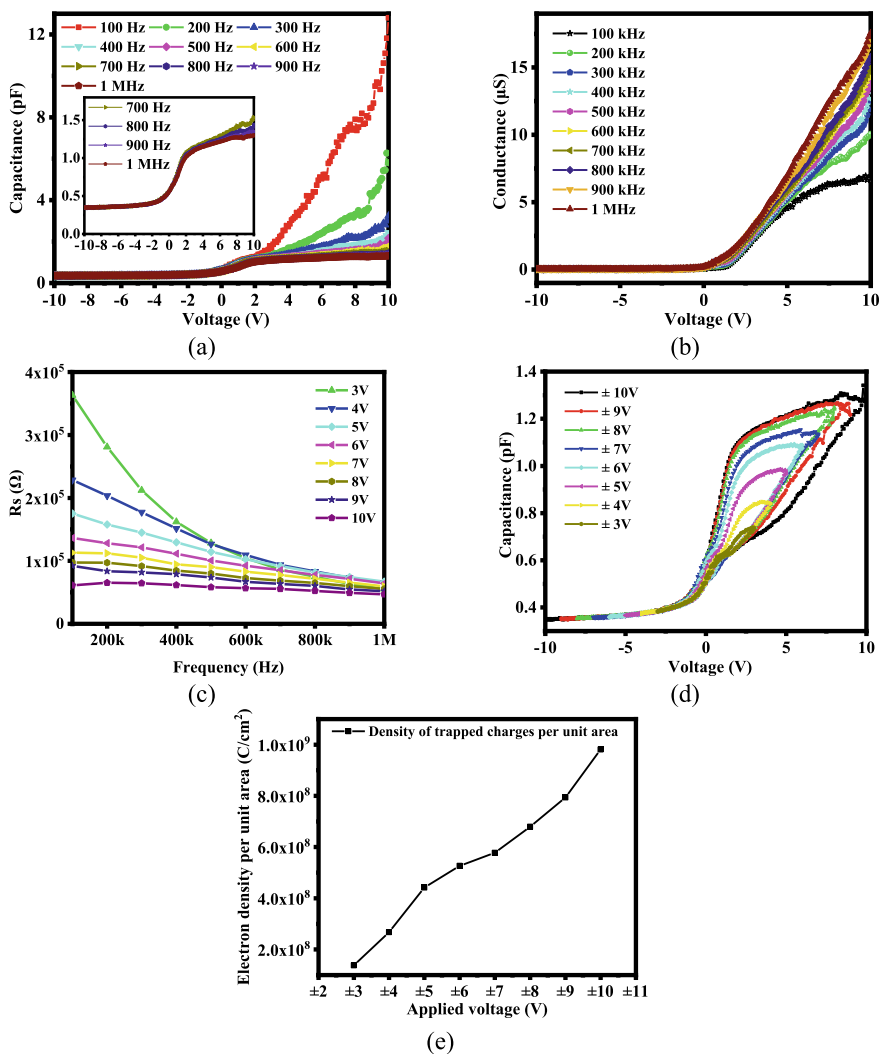 100 Hz 200 Hz 300 Hz
400 Hz 500 Hz 600 Hz
700 Hz 800 Hz 900 Hz
1 MHz
700 Hz
800 Hz
900 Hz
1 MHz
1.5
1.0
0.5
0.0
-10 -8 -6 -4 -2 0 2 4 6 8 10
12
8
4
0
Capacitance (pF)
-10 -8 -6 -4 -2 0 2 4 6 8 10
Voltage (V)
(a)
100 kHz
200 kHz
300 kHz
400 kHz
500 kHz
600 kHz
700 kHz
800 kHz
900 kHz
1 MHz
15
10
5
0
Conductance (μS)
-10 -5 0 5 10
Voltage (V)
(b)
4x10⁵
3x10⁵
2x10⁵
1x10⁵
0
Rs (Ω)
3V
4V
5V
6V
7V
8V
9V
10V
200k 400k 600k 800k 1M
Frequency (Hz)
(c)
1.4
1.2
1.0
0.8
0.6
0.4
Capacitance (pF)
± 10V
± 9V
± 8V
± 7V
± 6V
± 5V
± 4V
± 3V
-10 -5 0 5 10
Voltage (V)
(d)
Density of trapped charges per unit area
1.0x10⁹
8.0x10⁸
6.0x10⁸
4.0x10⁸
2.0x10⁸
Electron density per unit area (C/cm²)
±2 ±3 ±4 ±5 ±6 ±7 ±8 ±9 ±10 ±11
Applied voltage (V)
(e)